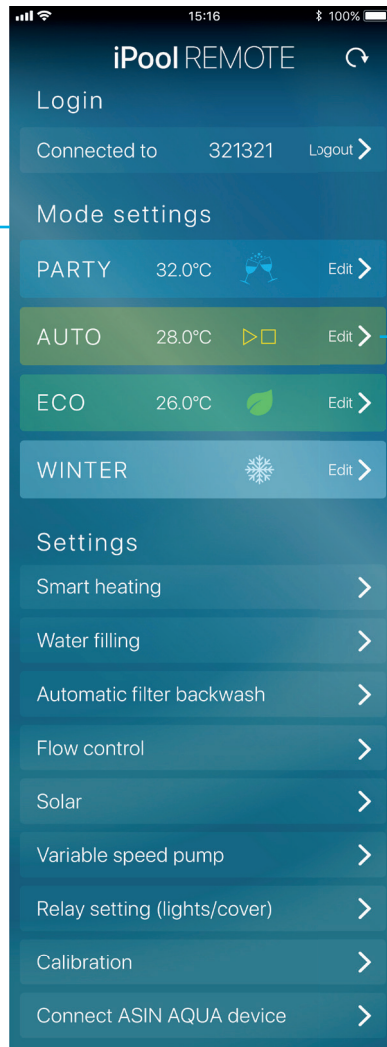 15:16 100%
iPool REMOTE
Login
Connected to 321321 Logout
Mode settings
PARTY 32.0°C Edit
AUTO 28.0°C Edit
ECO 26.0°C Edit
WINTER Edit
Settings
Smart heating
Water filling
Automatic filter backwash
Flow control
Solar
Variable speed pump
Relay setting (lights/cover)
Calibration
Connect ASIN AQUA device